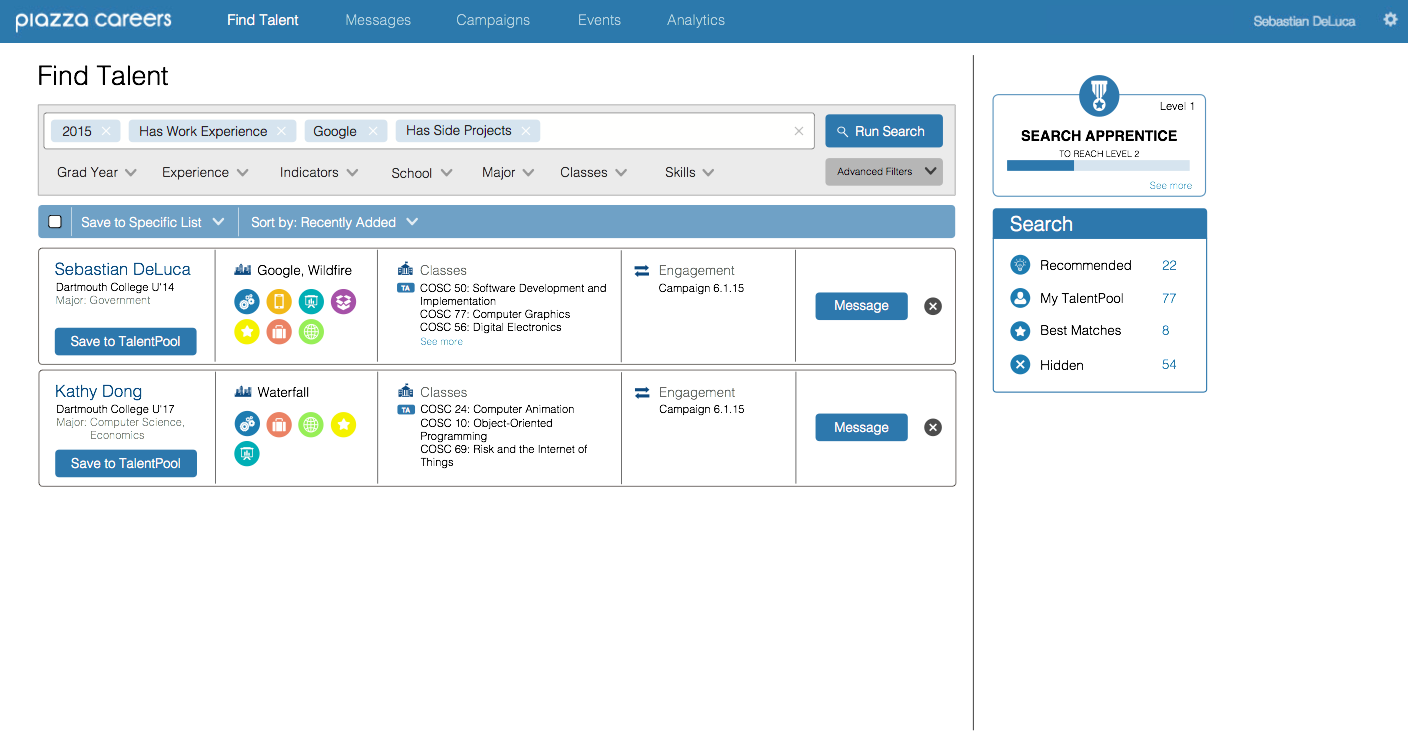 piazza careers Find Talent Messages Campaigns Events Analytics Sebastian DeLuca
Find Talent
2015 Has Work Experience Google Has Side Projects Run Search
Grad Year Experience Indicators School Major Classes Skills Advanced Filters
Save to Specific List Sort by: Recently Added
Sebastian DeLuca
Dartmouth College U'14
Major: Government
Save to TalentPool
Google, Wildfire
Classes
TA COSC 50: Software Development and
Implementation
COSC 77: Computer Graphics
COSC 56: Digital Electronics
See more
Engagement
Campaign 6.1.15
Message
Kathy Dong
Dartmouth College U'17
Major: Computer Science,
Economics
Save to TalentPool
Waterfall
Classes
TA COSC 24: Computer Animation
COSC 10: Object-Oriented
Programming
COSC 69: Risk and the Internet of
Things
Engagement
Campaign 6.1.15
Message
Level 1
SEARCH APPRENTICE
TO REACH LEVEL 2
See more
Search
Recommended 22
My TalentPool 77
Best Matches 8
Hidden 54